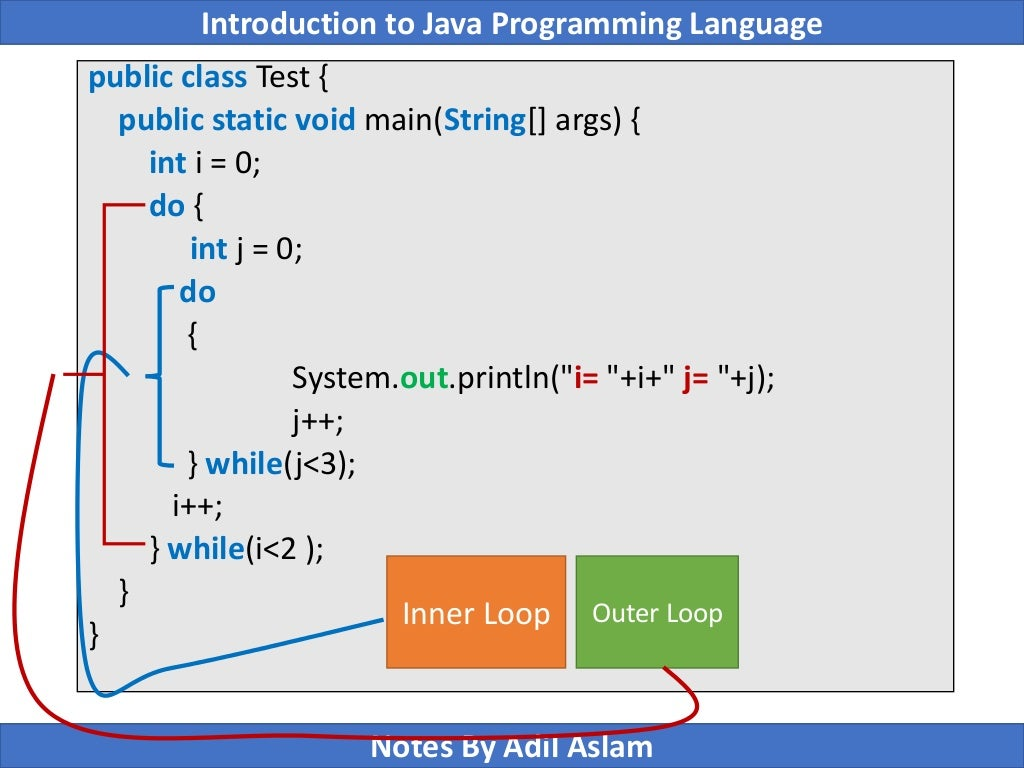 Introduction to Java Programming Language
public class Test {
public static void main(String[] args) {
int i = 0;
do {
int j = 0;
do
{
System.out.println("i= "+i+" j= "+j);
j++;
} while(j<3);
i++;
} while(i<2 );
}
}
Inner Loop
Outer Loop
Notes By Adil Aslam